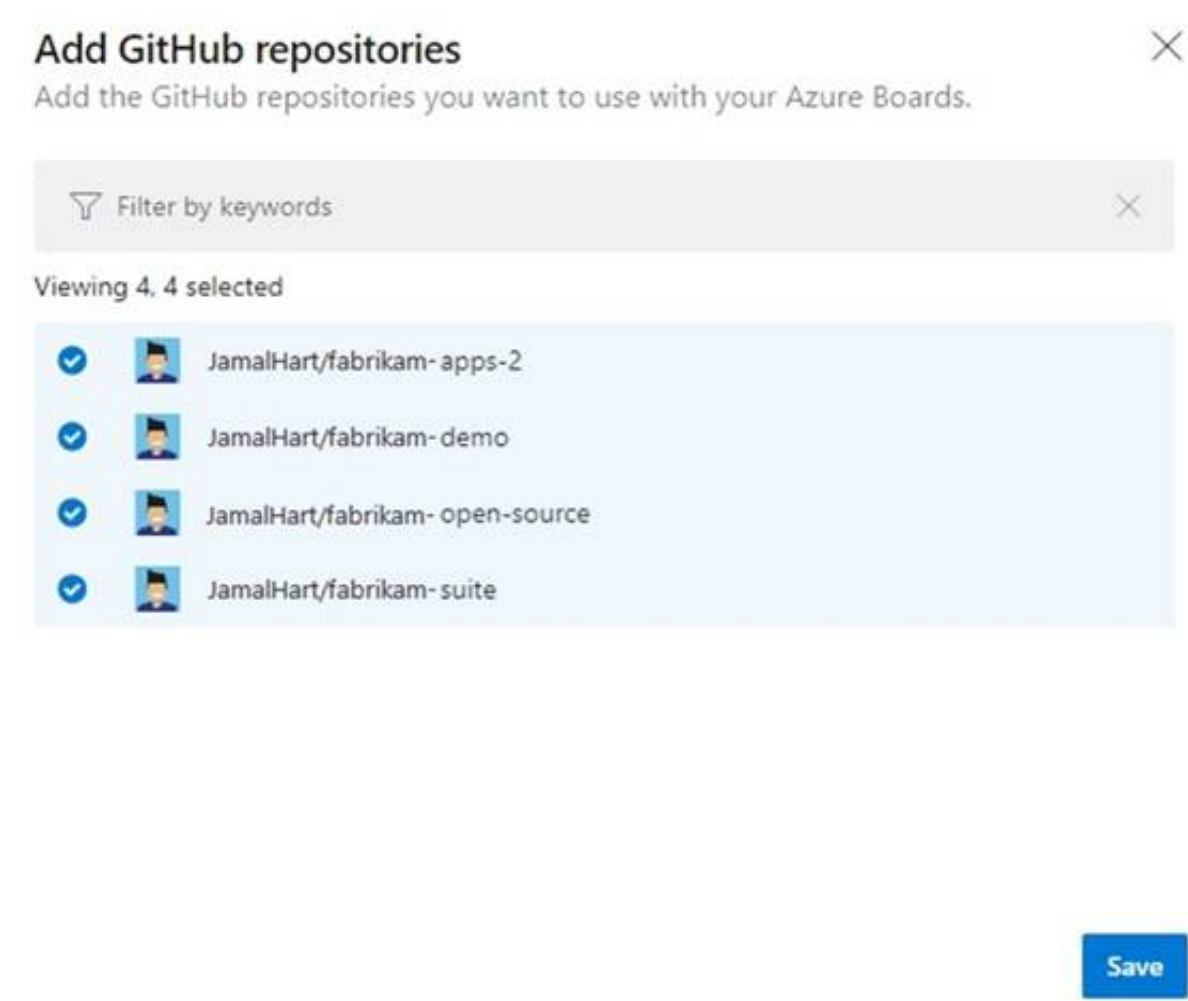 Add GitHub repositories
Add the GitHub repositories you want to use with your Azure Boards.
Filter by keywords
Viewing 4, 4 selected
JamalHart/fabrikam-apps-2
JamalHart/fabrikam-demo
JamalHart/fabrikam-open-source
JamalHart/fabrikam-suite
Save